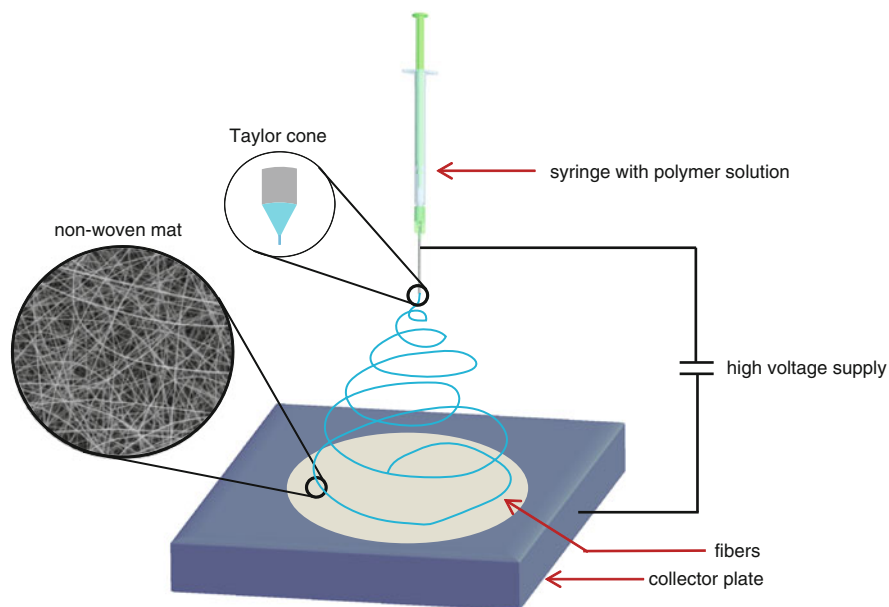 Taylor cone
syringe with polymer solution
non-woven mat
high voltage supply
fibers
collector plate